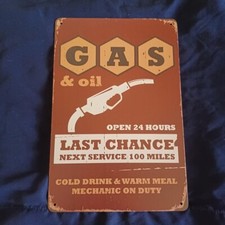 GAS
& oil
OPEN 24 HOURS
LAST CHANCE
NEXT SERVICE 100 MILES
COLD DRINK & WARM MEAL
MECHANIC ON DUTY